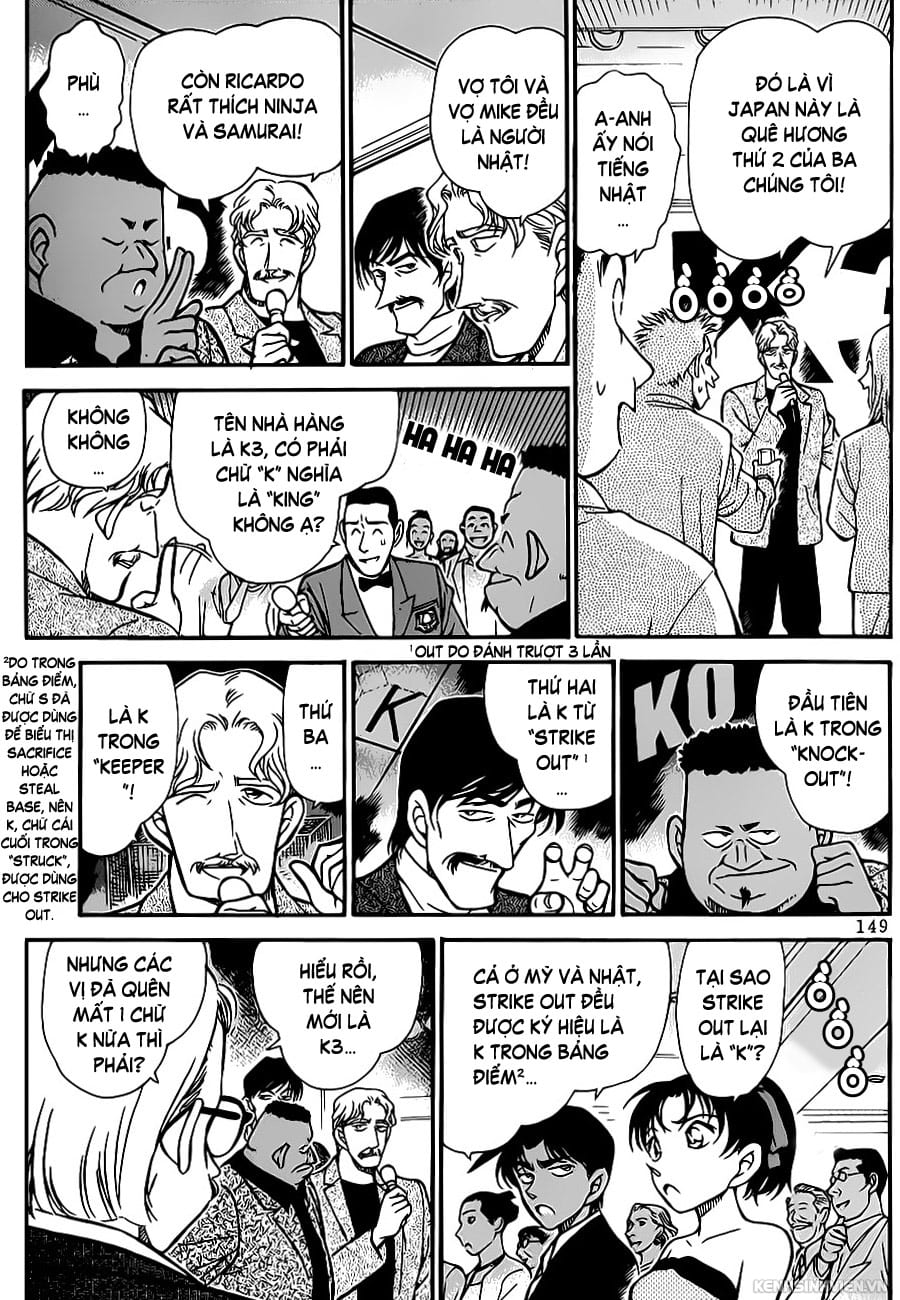 ĐÓ LÀ VÌ
JAPAN NÀY LÀ
QUÊ HƯƠNG
THỨ 2 CỦA BA
CHÚNG TÔI!
A-ANH
ẤY NÓI
TIẾNG
NHẬT
...
VỢ TÔI VÀ
VỢ MIKE ĐỀU
LÀ NGƯỜI
NHẬT!
CÒN RICARDO
RẤT THÍCH NINJA
VÀ SAMURAI!
PHÙ
...
HA HA HA
TÊN NHÀ HÀNG
LÀ K3, CÓ PHẢI
CHỮ "K" NGHĨA
LÀ "KING"
KHÔNG Ạ?
KHÔNG
KHÔNG
...
¹OUT DO ĐÁNH TRƯỢT 3 LẦN
ĐẦU TIÊN
LÀ K TRONG
"KNOCK-
OUT"!
KO
THỨ HAI
LÀ K TỪ
"STRIKE
OUT" ¹
K
THỨ
BA
...
LÀ K
TRONG
"KEEPER
"!
²DO TRONG
BẢNG ĐIỂM,
CHỮ S ĐÃ
ĐƯỢC DÙNG
ĐỂ BIỂU THỊ
SACRIFICE
HOẶC
STEAL
BASE, NÊN
K, CHỮ CÁI
CUỐI TRONG
"STRUCK",
ĐƯỢC DÙNG
CHO STRIKE
OUT.
149
TẠI SAO
STRIKE
OUT LẠI
LÀ "K"?
CẢ Ở MỸ VÀ NHẬT,
STRIKE OUT ĐỀU
ĐƯỢC KÝ HIỆU LÀ
K TRONG BẢNG
ĐIỂM²...
HIỂU RỒI,
THẾ NÊN
MỚI LÀ
K3...
NHƯNG CÁC
VỊ ĐÃ QUÊN
MẤT 1 CHỮ
K NỮA THÌ
PHẢI?
KENHSINHVIEN.VN